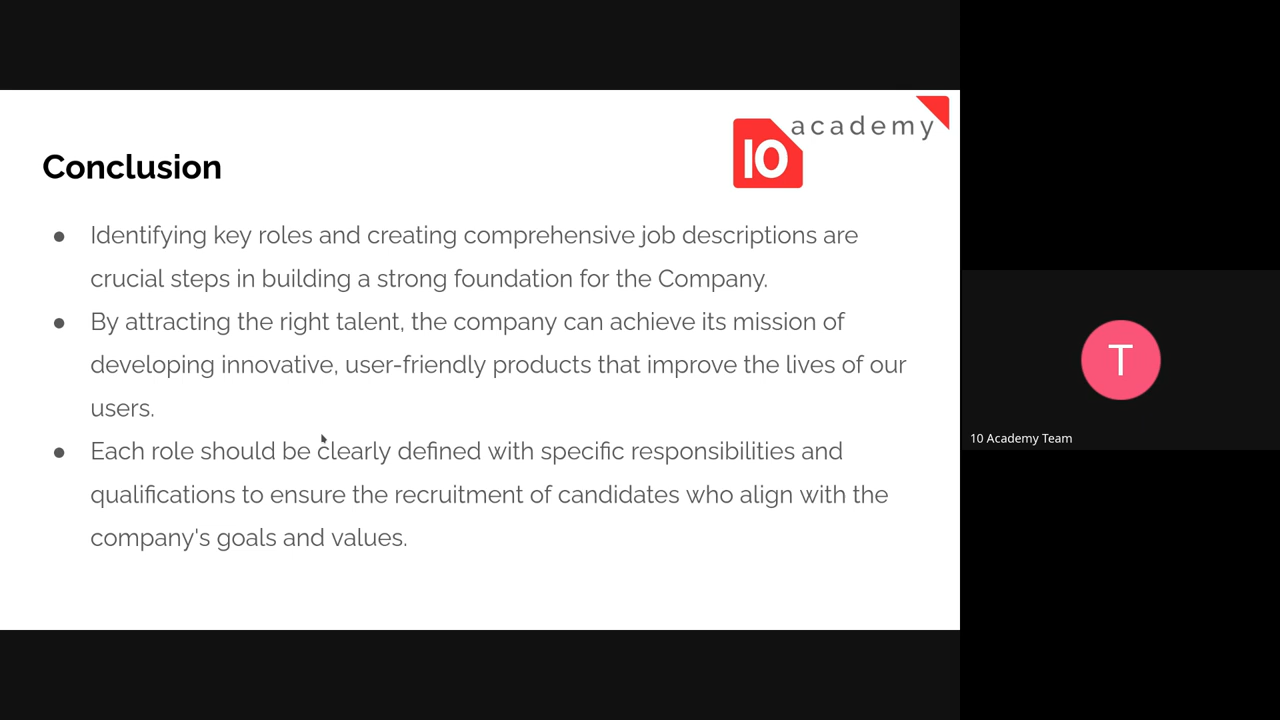 academy
10
Conclusion
● Identifying key roles and creating comprehensive job descriptions are
crucial steps in building a strong foundation for the Company.
● By attracting the right talent, the company can achieve its mission of
developing innovative, user-friendly products that improve the lives of our
users.
● Each role should be clearly defined with specific responsibilities and
qualifications to ensure the recruitment of candidates who align with the
company's goals and values.
T
10 Academy Team